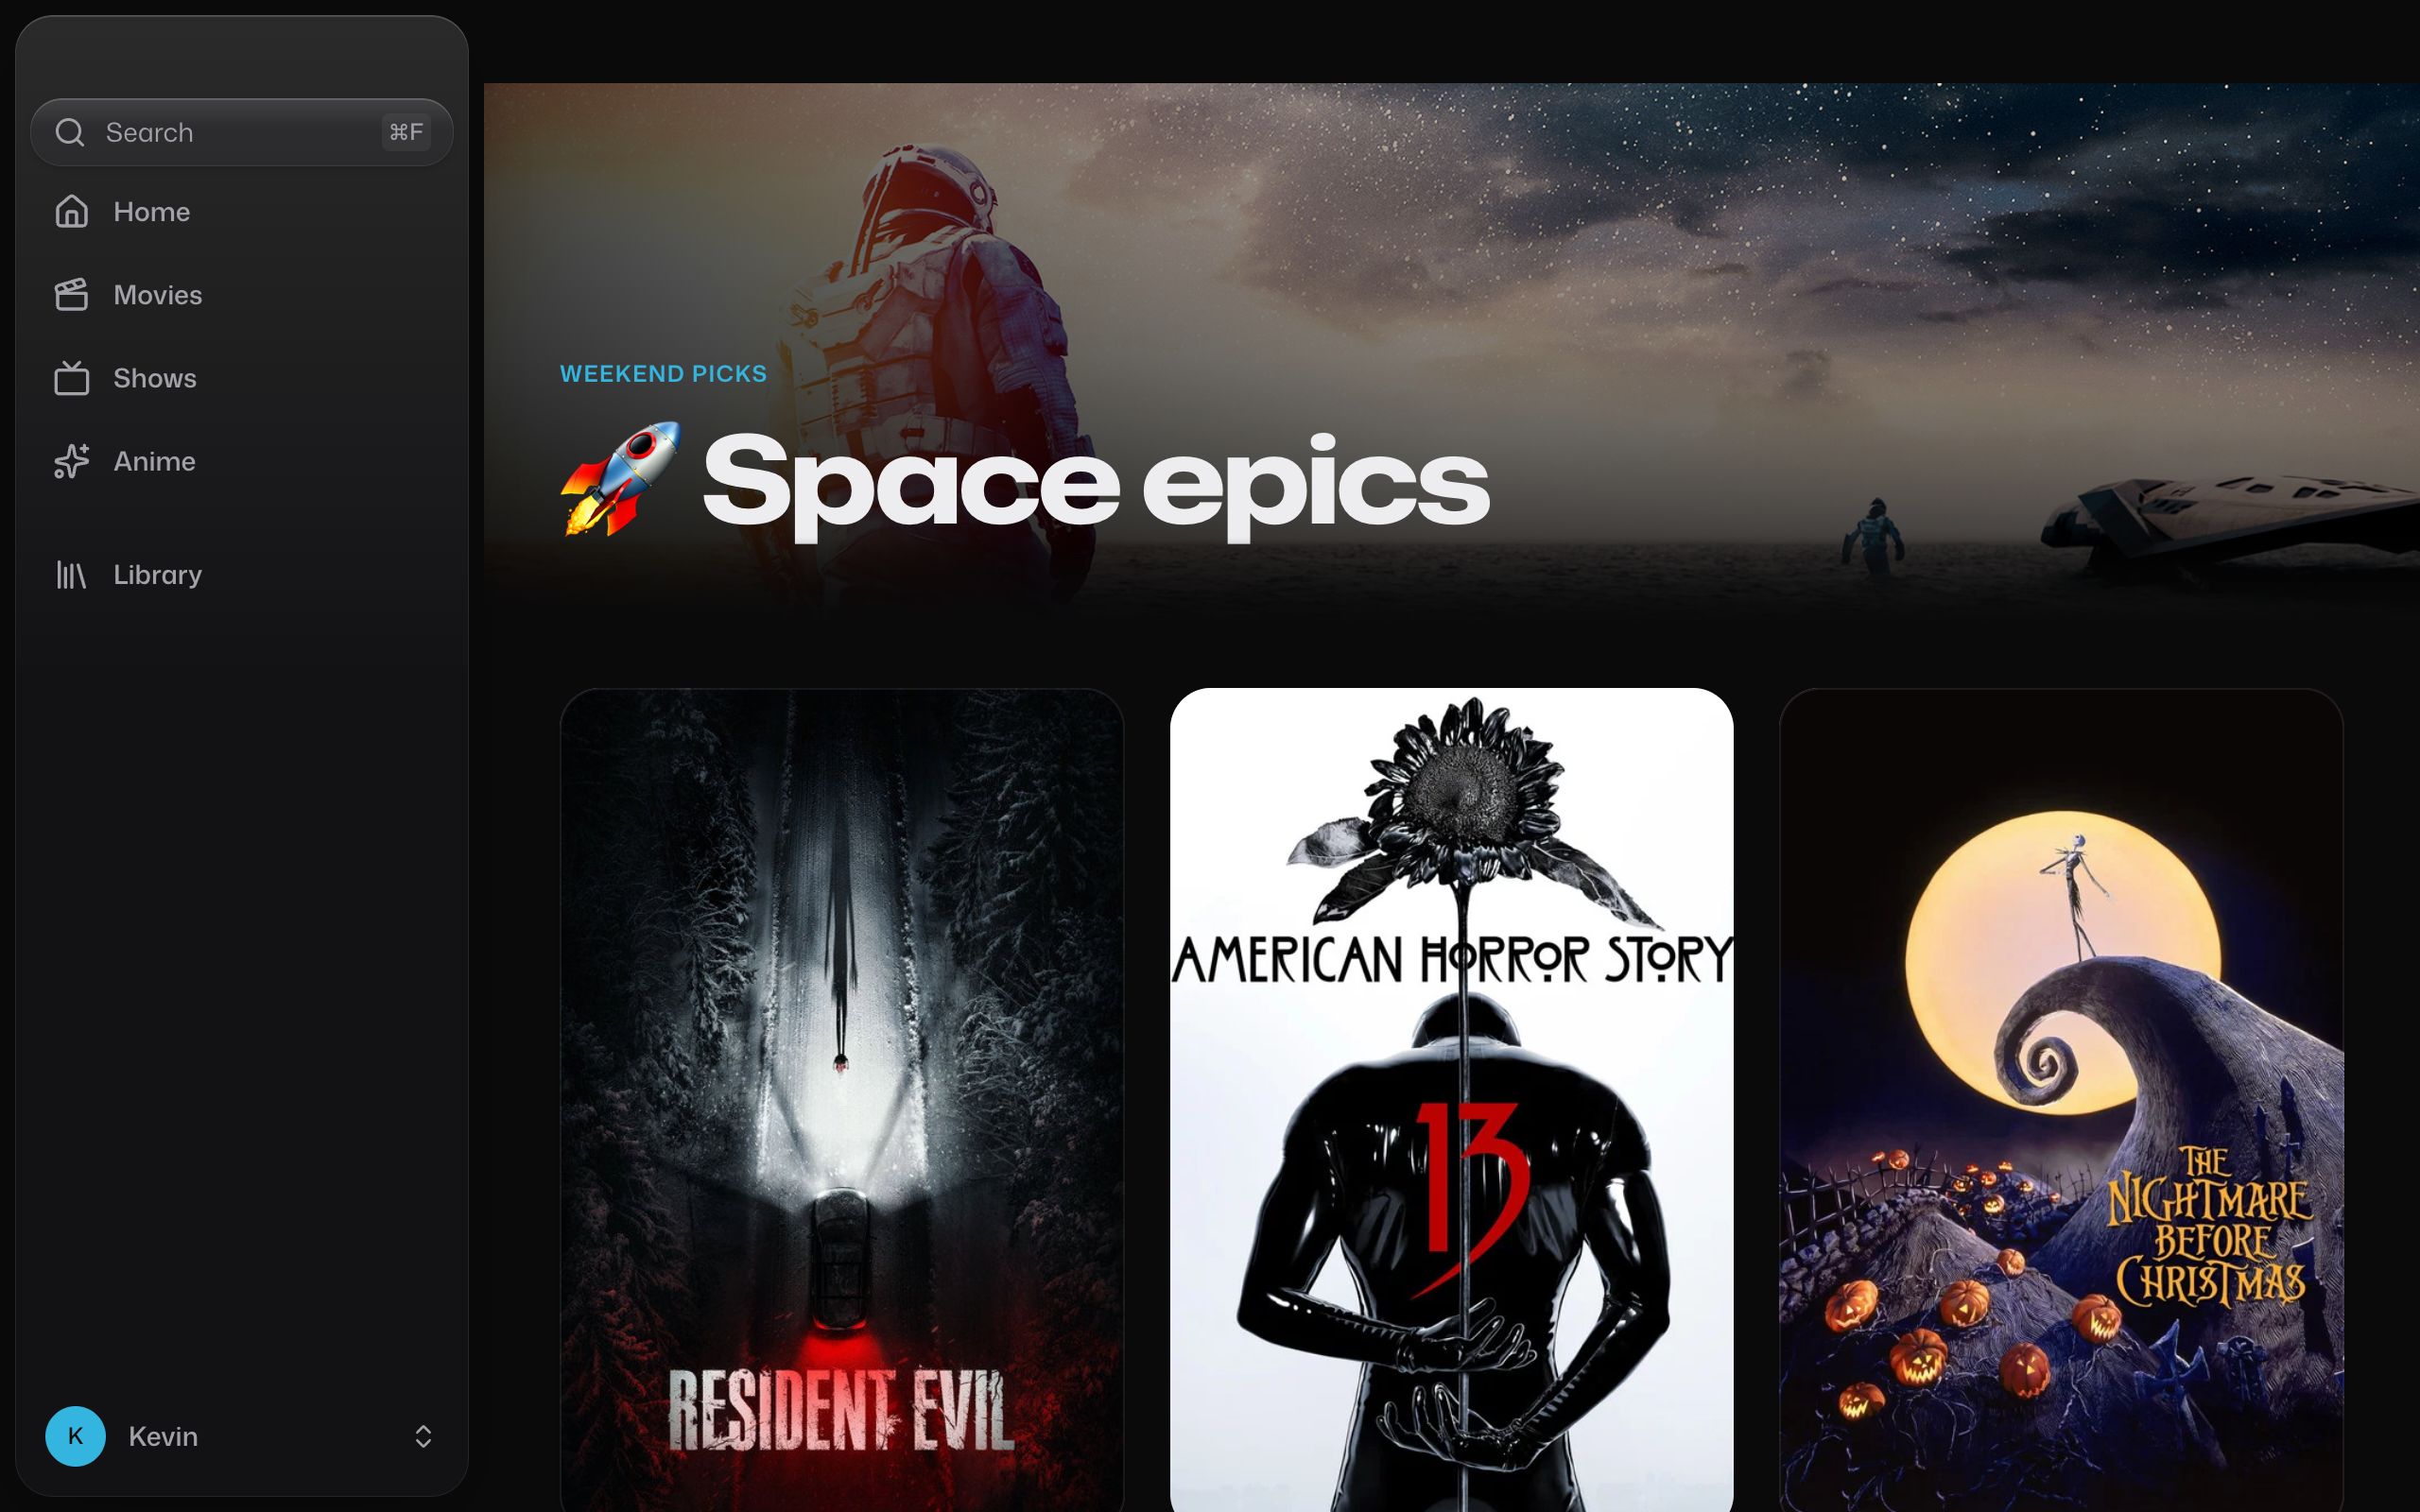 Search ⌘F
Home
Movies
Shows
Anime
Library
WEEKEND PICKS
🚀 Space epics
RESIDENT EVIL
AMERICAN HORROR STORY
13
THE
NIGHTMARE
BEFORE
CHRISTMAS
K Kevin